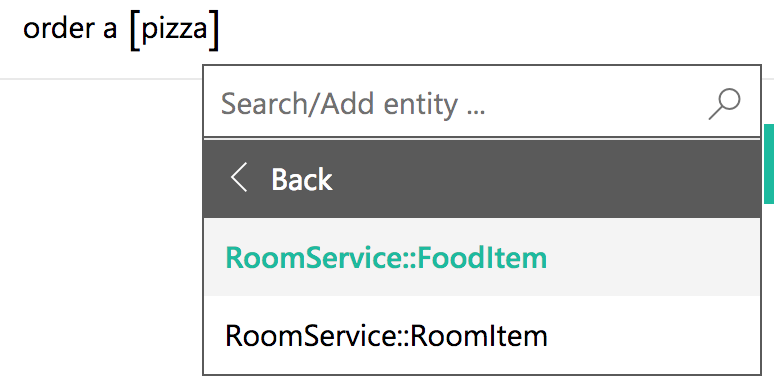 order a [pizza]
Search/Add entity ...
Back
RoomService::FoodItem
RoomService::RoomItem